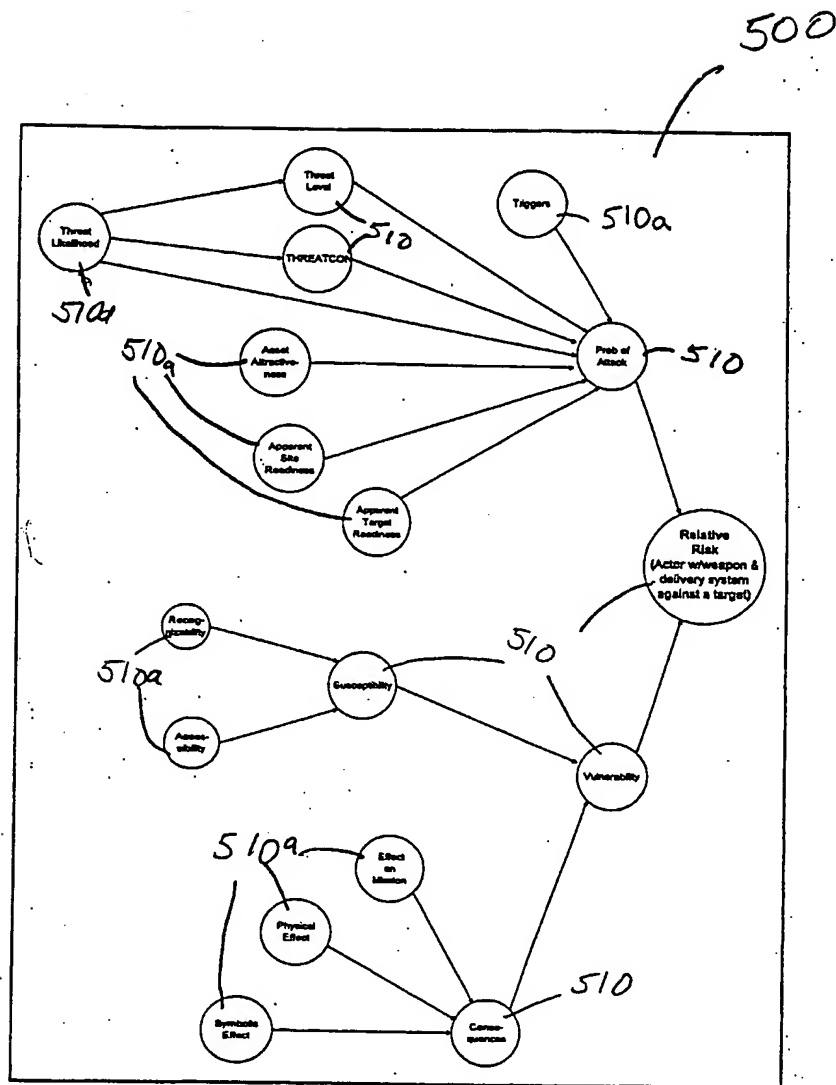 500
Threat
Level
Triggers
510a
Threat
Likelihood
510
THREATCON
510a
510a
Asset
Attractive-
ness
Prob of
Attack
510
Apparent
Site
Readiness
Apparent
Target
Readiness
Relative
Risk
(Actor w/weapon &
delivery system
against a target)
Recog-
nizability
510a
Susceptibility
510
Accessi-
sibility
Vulnerability
510a
Effect
on
Mission
Physical
Effect
510
Symbolic
Effect
Conse-
quences